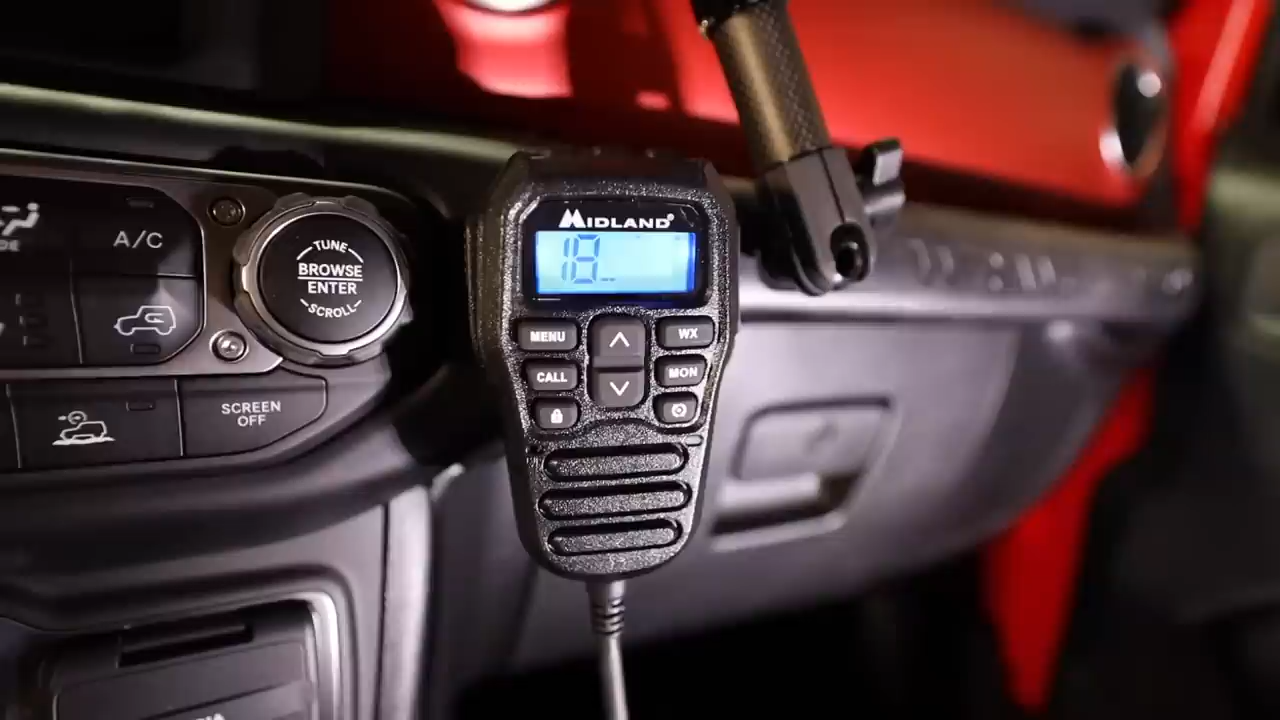 MIDLAND
18
MENU
WX
CALL
MON
A/C
TUNE
BROWSE
ENTER
SCROLL
SCREEN
OFF